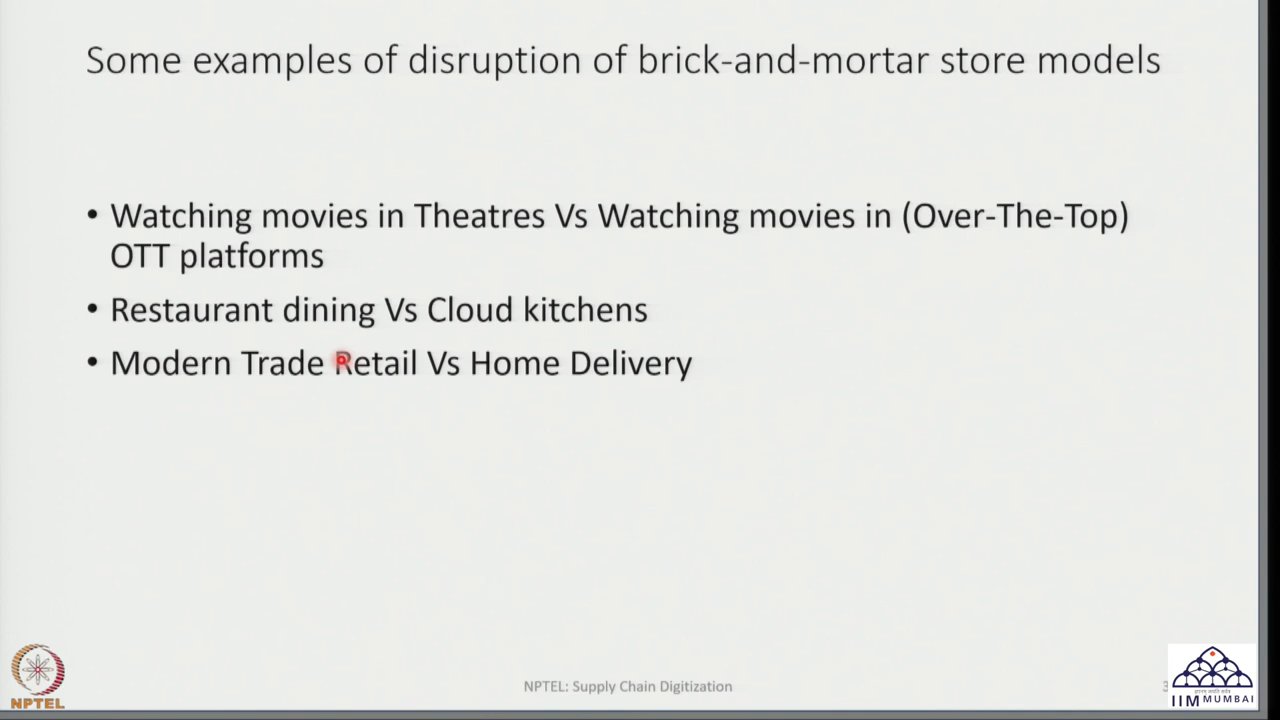 Some examples of disruption of brick-and-mortar store models
• Watching movies in Theatres Vs Watching movies in (Over-The-Top)
OTT platforms
• Restaurant dining Vs Cloud kitchens
• Modern Trade Retail Vs Home Delivery
NPTEL
NPTEL: Supply Chain Digitization
IIM MUMBAI